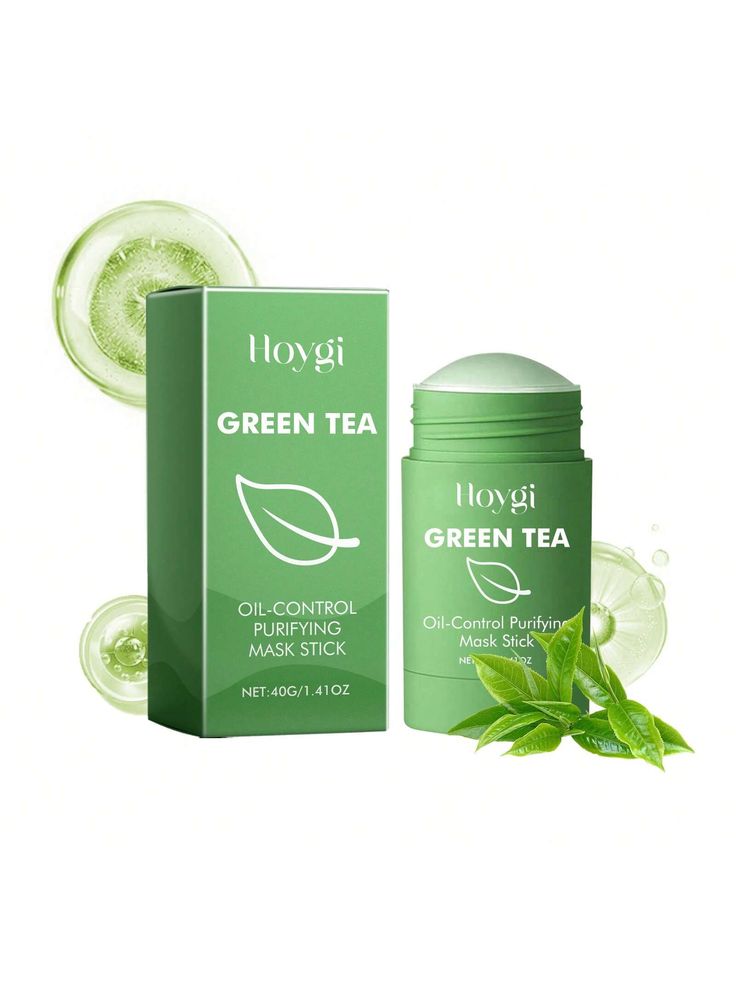 Hoygi
GREEN TEA
OIL-CONTROL
PURIFYING
MASK STICK
NET:40G/1.41OZ
Hoygi
GREEN TEA
Oil-Control Purifying
Mask Stick